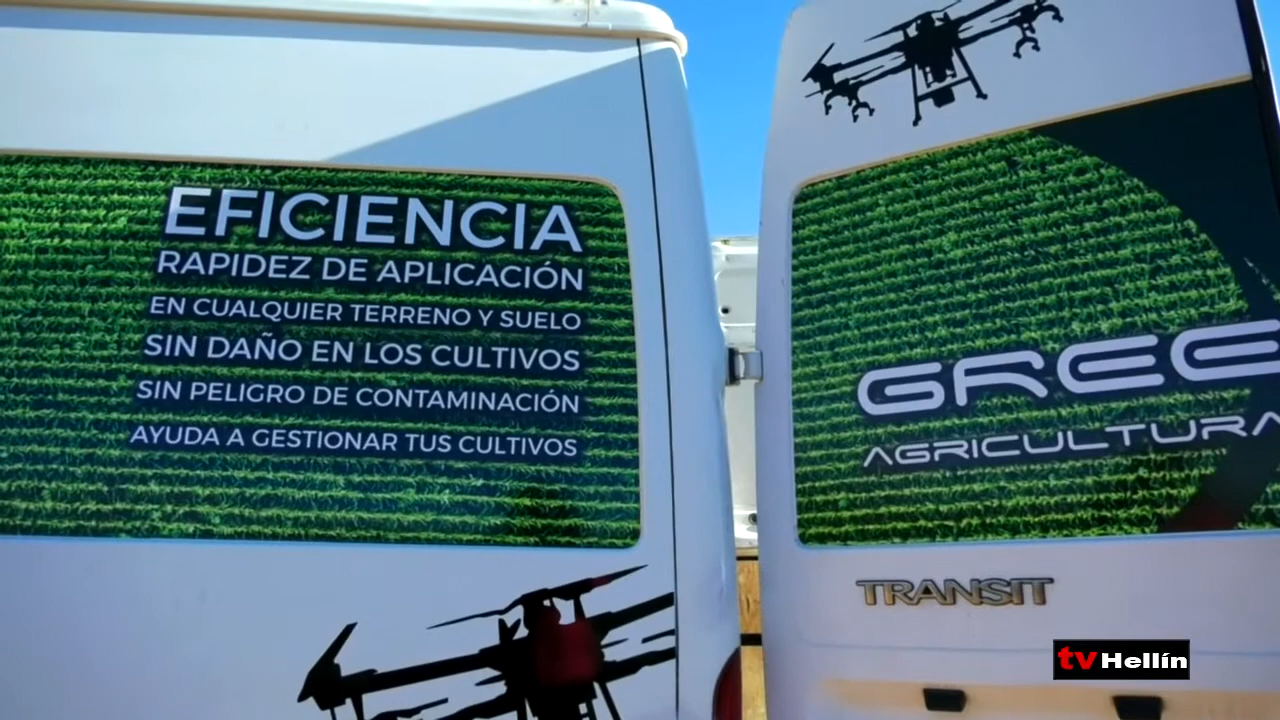 EFICIENCIA
RAPIDEZ DE APLICACIÓN
EN CUALQUIER TERRENO Y SUELO
SIN DAÑO EN LOS CULTIVOS
SIN PELIGRO DE CONTAMINACIÓN
AYUDA A GESTIONAR TUS CULTIVOS
GREE
AGRICULTURA
TRANSIT
tv Hellín